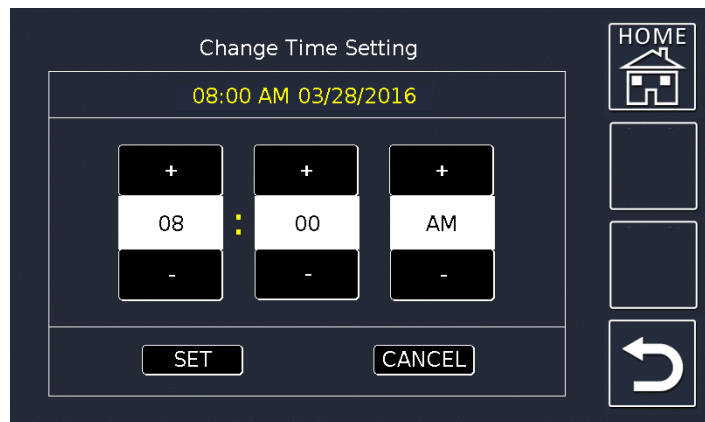 Change Time Setting
HOME
08:00 AM 03/28/2016
+ + +
08 : 00 AM
- - -
SET CANCEL